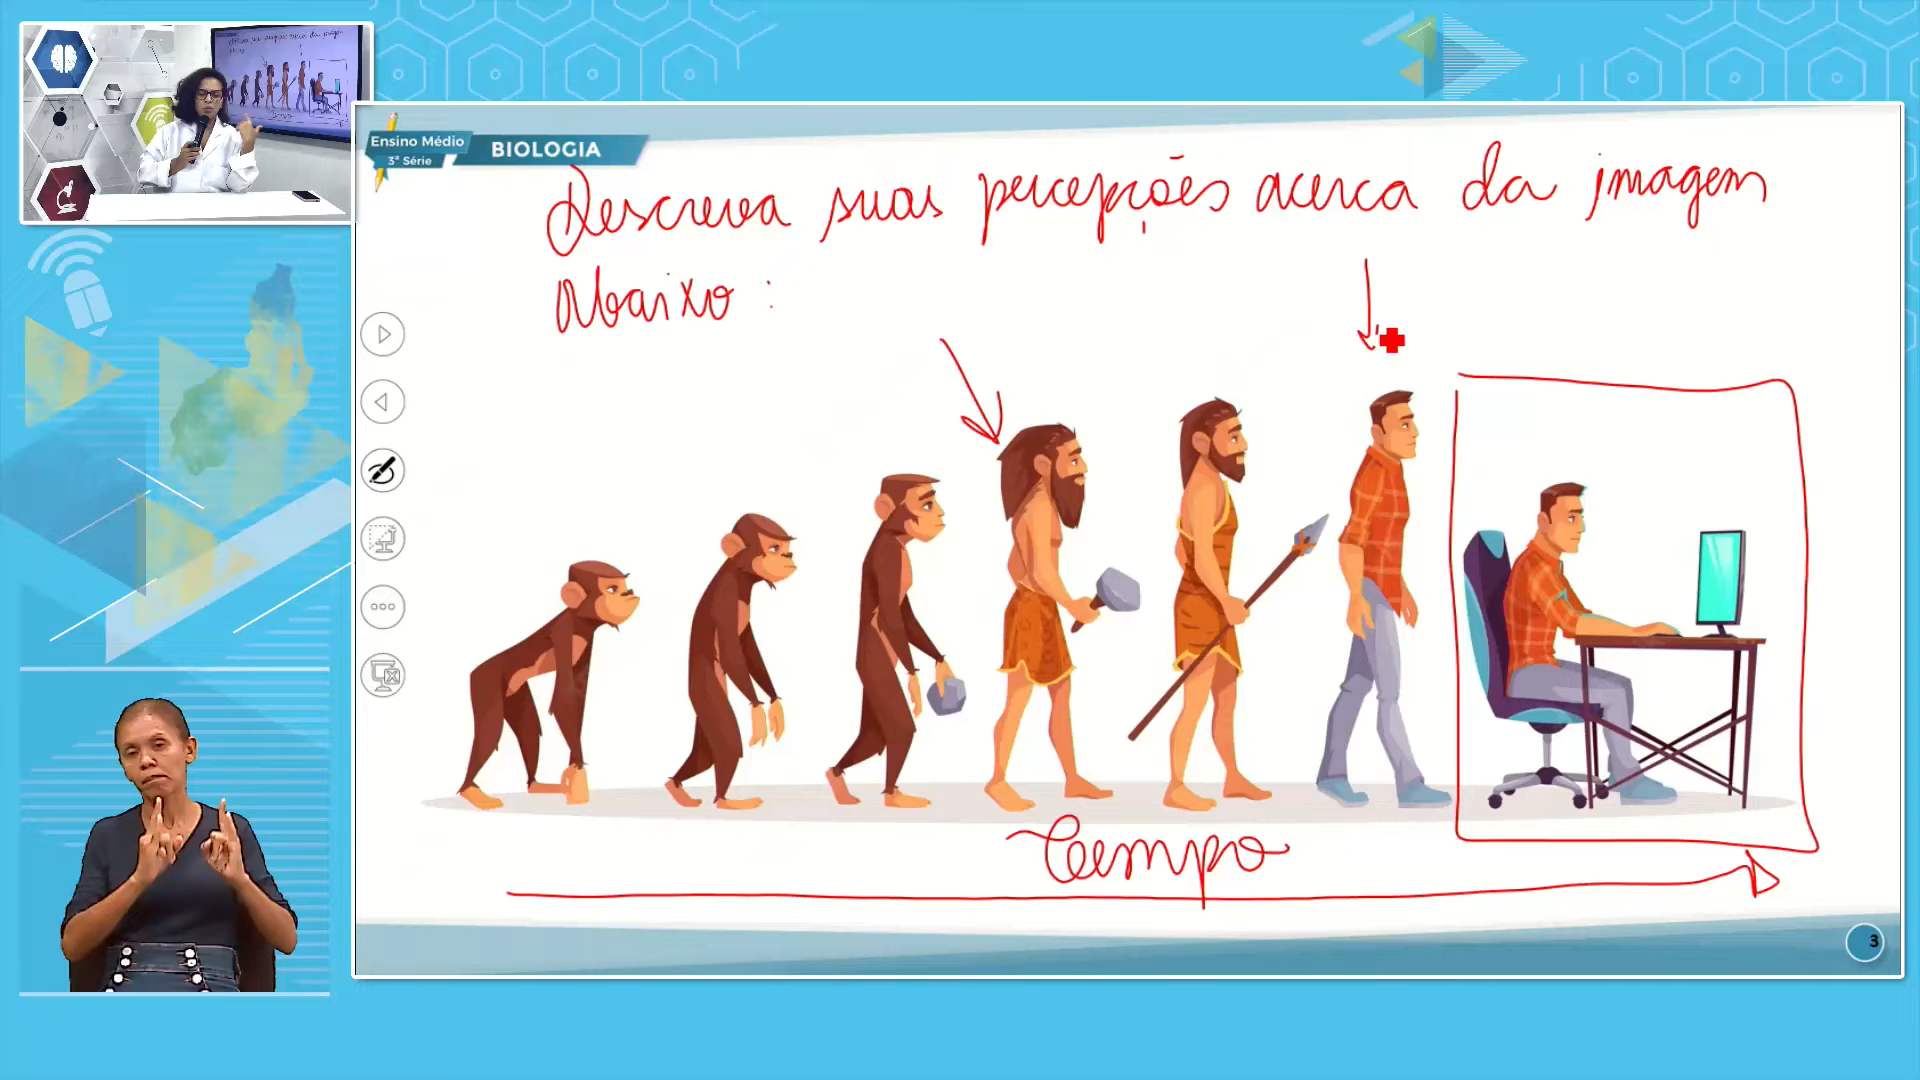 Ensino Médio
3ª Série
BIOLOGIA
Descreva suas percepções acerca da imagem
abaixo:
Tempo
3